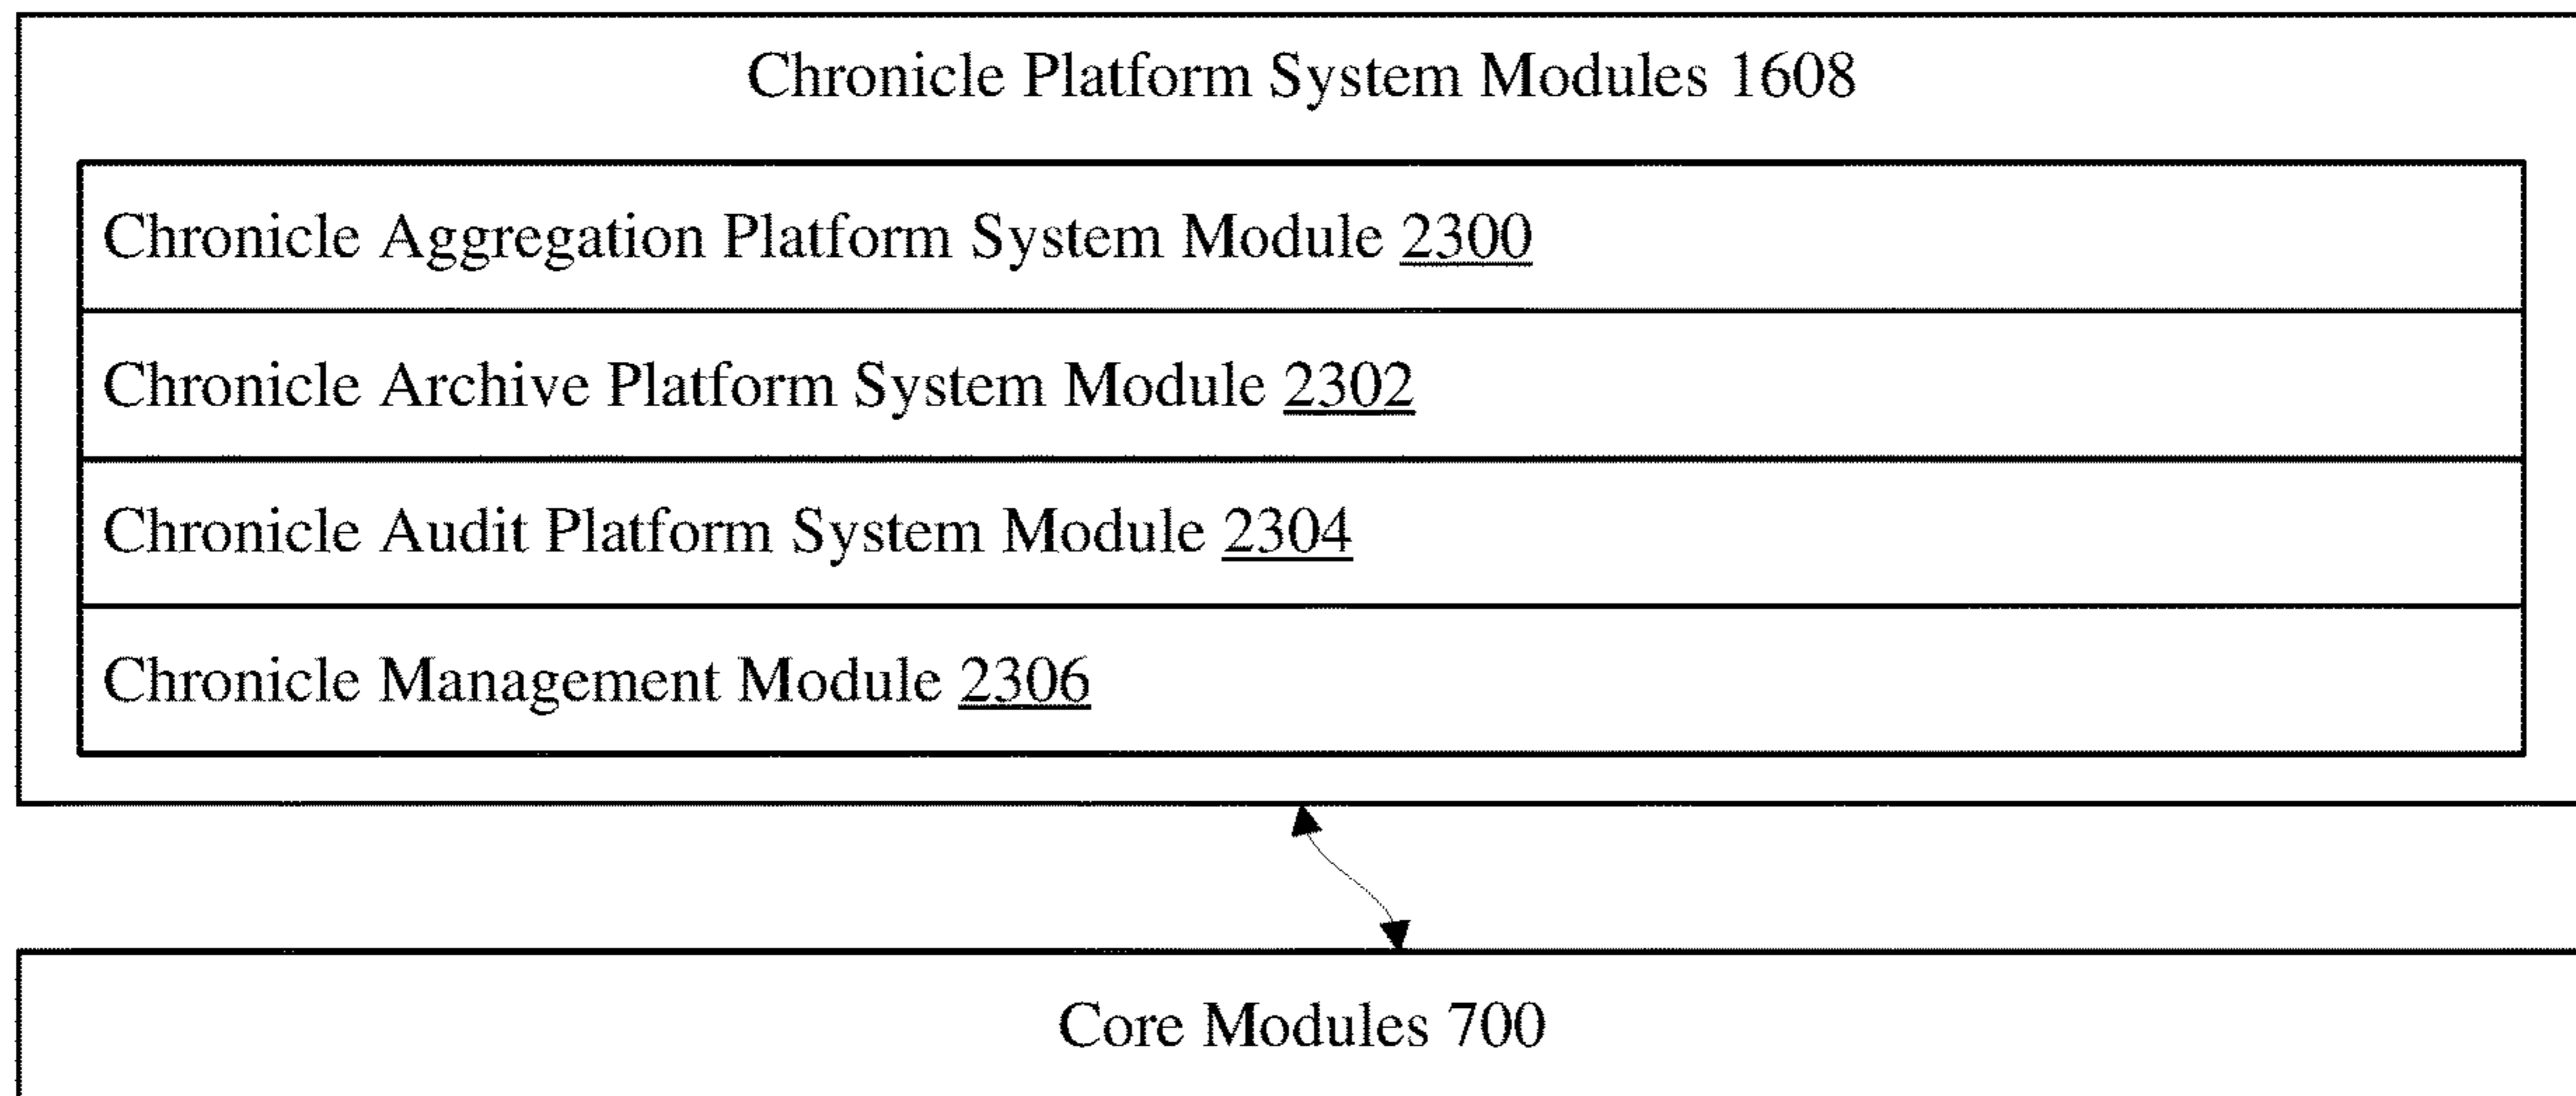 Chronicle Platform System Modules 1608
Chronicle Aggregation Platform System Module 2300
Chronicle Archive Platform System Module 2302
Chronicle Audit Platform System Module 2304
Chronicle Management Module 2306
Core Modules 700